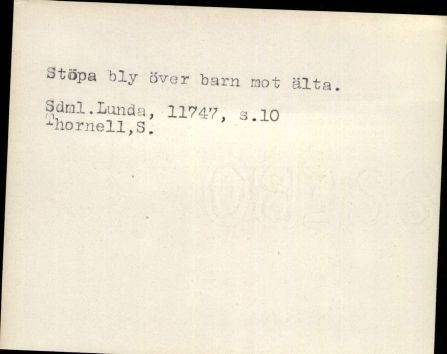 Stöpa bly över barn mot älta.
Sdml.Lunda, 11747, s.10
Thornell,S.